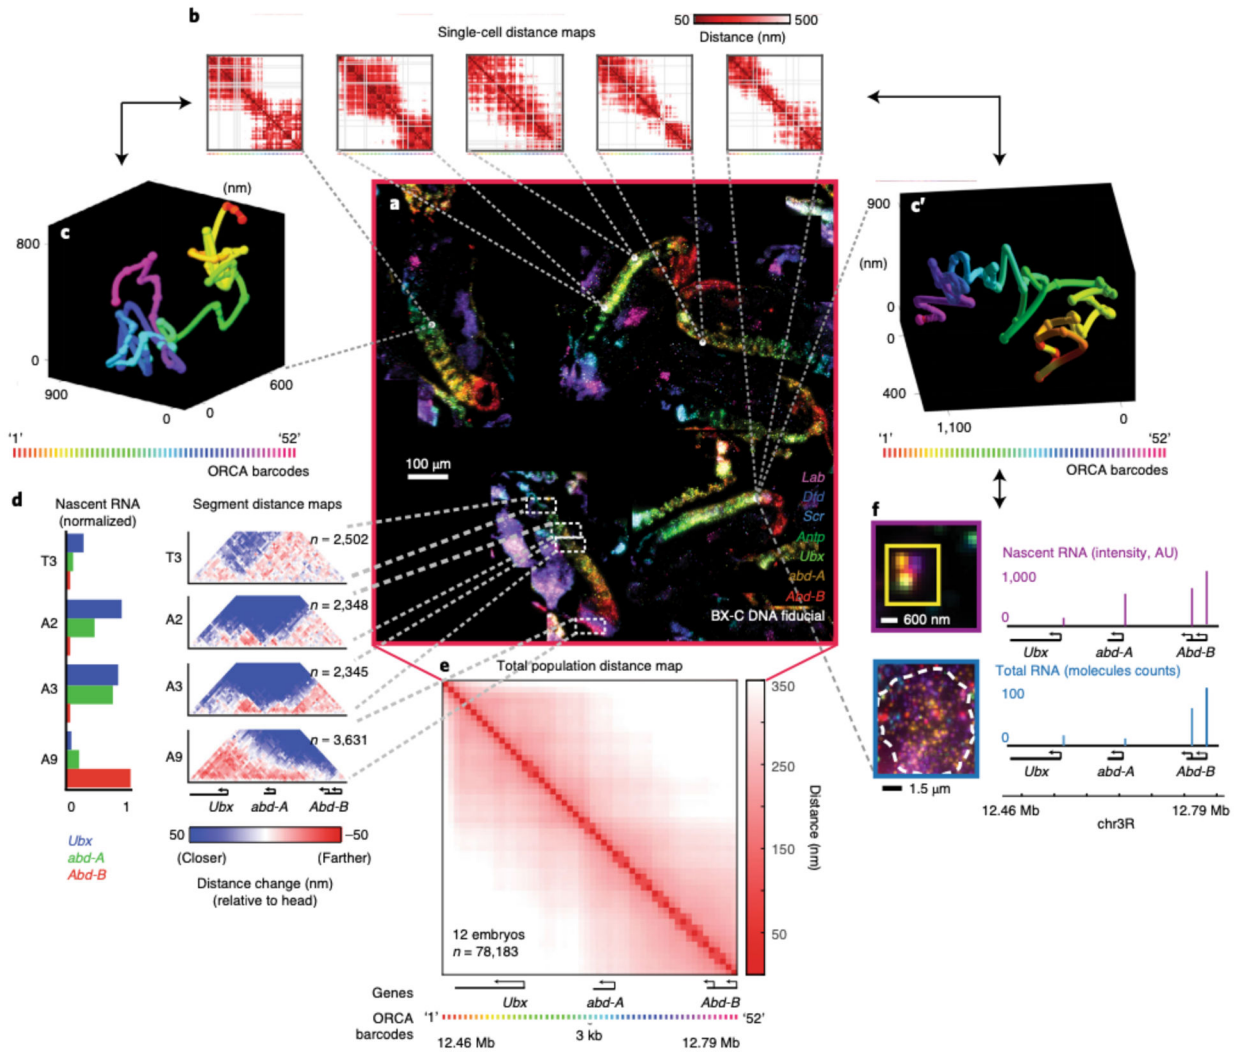 b
Single-cell distance maps
50
500
Distance (nm)
a
100 µm
Lab
Dfd
Scr
Antp
Ubx
abd-A
Abd-B
BX-C DNA fiducial
c
(nm)
800
0
900
0
0
600
'1'
'52'
ORCA barcodes
c'
900
(nm)
0
0
400
1,100
0
'1'
'52'
ORCA barcodes
d
Nascent RNA
(normalized)
T3
A2
A3
A9
0
1
Ubx
abd-A
Abd-B
Segment distance maps
T3
n = 2,502
A2
n = 2,348
A3
n = 2,345
A9
n = 3,631
Ubx
abd-A
Abd-B
50
–50
(Closer)
(Farther)
Distance change (nm)
(relative to head)
e
Total population distance map
350
250
150
50
Distance (nm)
12 embryos
n = 78,183
Genes
Ubx
abd-A
Abd-B
ORCA
barcodes
'1'
'52'
3 kb
12.46 Mb
12.79 Mb
f
600 nm
Nascent RNA (intensity, AU)
1,000
0
Ubx
abd-A
Abd-B
1.5 µm
Total RNA (molecules counts)
100
0
Ubx
abd-A
Abd-B
12.46 Mb
12.79 Mb
chr3R